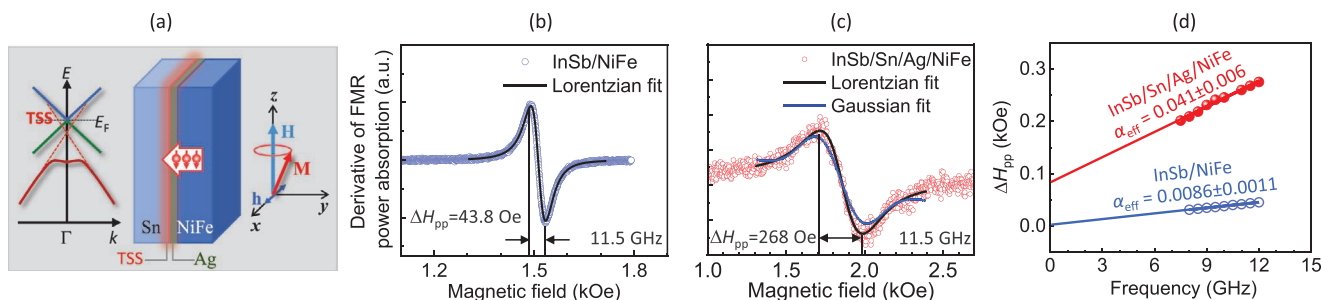 (a)
E
TSS
E_F
Γ
k
Sn
NiFe
TSS
Ag
z
H
M
h
x
y
(b)
Derivative of FMR
power absorption (a.u.)
InSb/NiFe
Lorentzian fit
ΔH_pp=43.8 Oe
11.5 GHz
1.2
1.5
1.8
Magnetic field (kOe)
(c)
InSb/Sn/Ag/NiFe
Lorentzian fit
Gaussian fit
ΔH_pp=268 Oe
11.5 GHz
1.0
1.5
2.0
2.5
Magnetic field (kOe)
(d)
ΔH_pp (kOe)
0.3
0.2
0.0
InSb/Sn/Ag/NiFe
α_eff = 0.041±0.006
InSb/NiFe
α_eff = 0.0086±0.0011
0
3
6
9
12
15
Frequency (GHz)